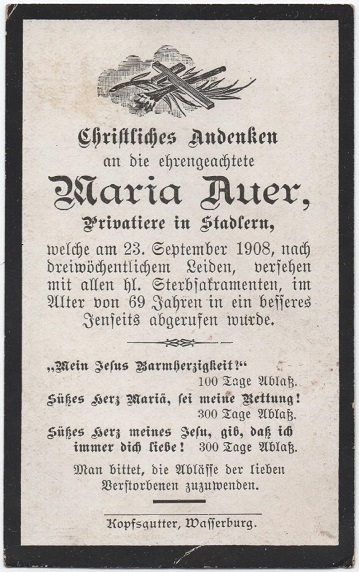 Christliches Andenken
an die ehrengeachtete
Maria Auer,
Privatiere in Stadlern,
welche am 23. September 1908, nach
dreiwöchentlichem Leiden, versehen
mit allen hl. Sterbsakramenten, im
Alter von 69 Jahren in ein besseres
Jenseits abgerufen wurde.
„Mein Jesus Barmherzigkeit!“
100 Tage Ablaß.
Süßes Herz Mariä, sei meine Rettung!
300 Tage Ablaß.
Süßes Herz meines Jesu, gib, daß ich
immer dich liebe! 300 Tage Ablaß.
Man bittet, die Ablässe der lieben
Verstorbenen zuzuwenden.
Kopfsgutter, Wasserburg.